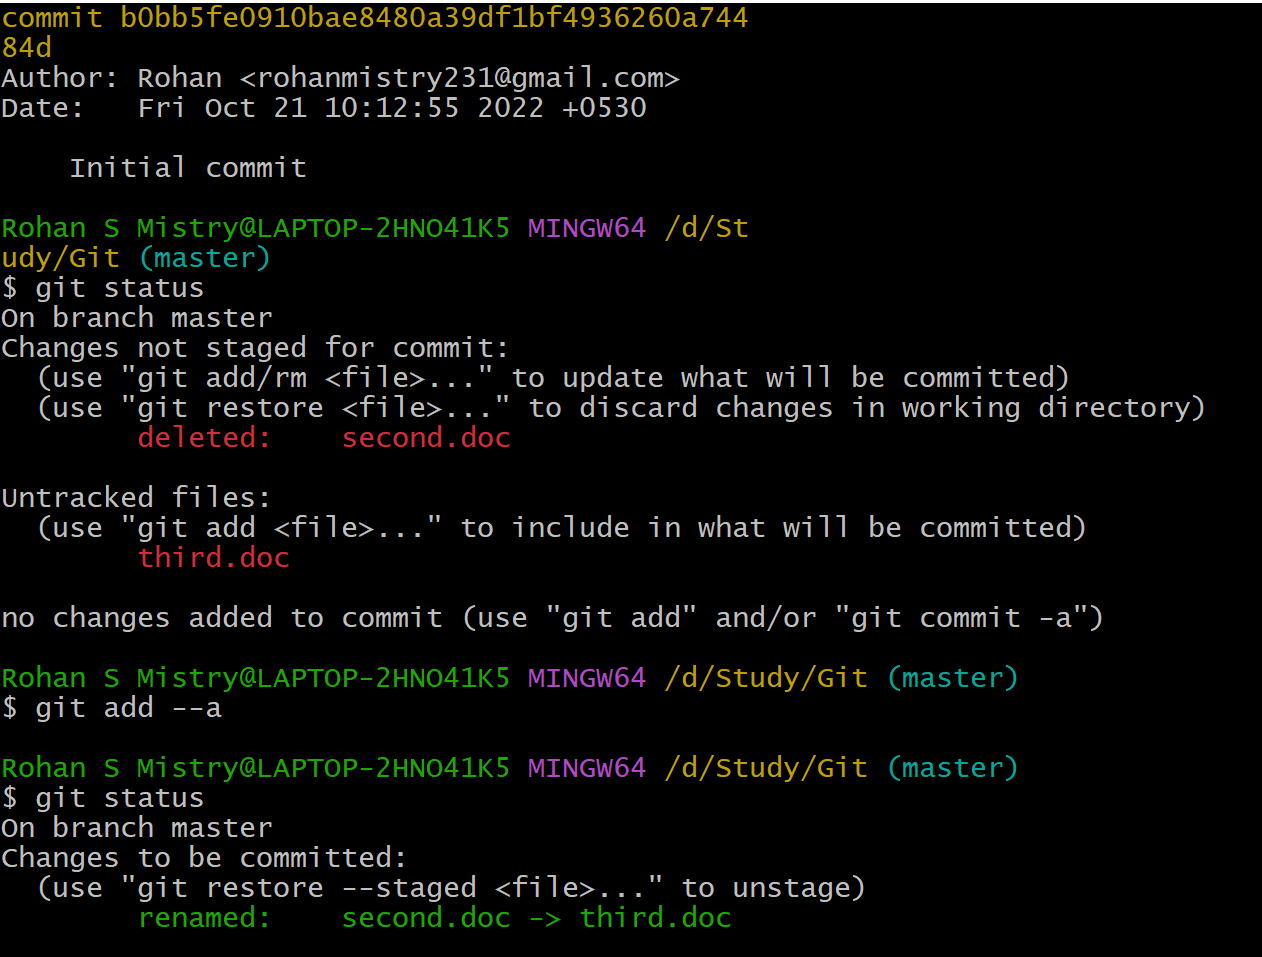 commit b0bb5fe0910bae8480a39df1bf4936260a744
84d
Author: Rohan <rohanmistry231@gmail.com>
Date:   Fri Oct 21 10:12:55 2022 +0530

    Initial commit

Rohan S Mistry@LAPTOP-2HNO41K5 MINGW64 /d/St
udy/Git (master)
$ git status
On branch master
Changes not staged for commit:
  (use "git add/rm <file>..." to update what will be committed)
  (use "git restore <file>..." to discard changes in working directory)
        deleted:    second.doc

Untracked files:
  (use "git add <file>..." to include in what will be committed)
        third.doc

no changes added to commit (use "git add" and/or "git commit -a")

Rohan S Mistry@LAPTOP-2HNO41K5 MINGW64 /d/Study/Git (master)
$ git add --a

Rohan S Mistry@LAPTOP-2HNO41K5 MINGW64 /d/Study/Git (master)
$ git status
On branch master
Changes to be committed:
  (use "git restore --staged <file>..." to unstage)
        renamed:    second.doc -> third.doc